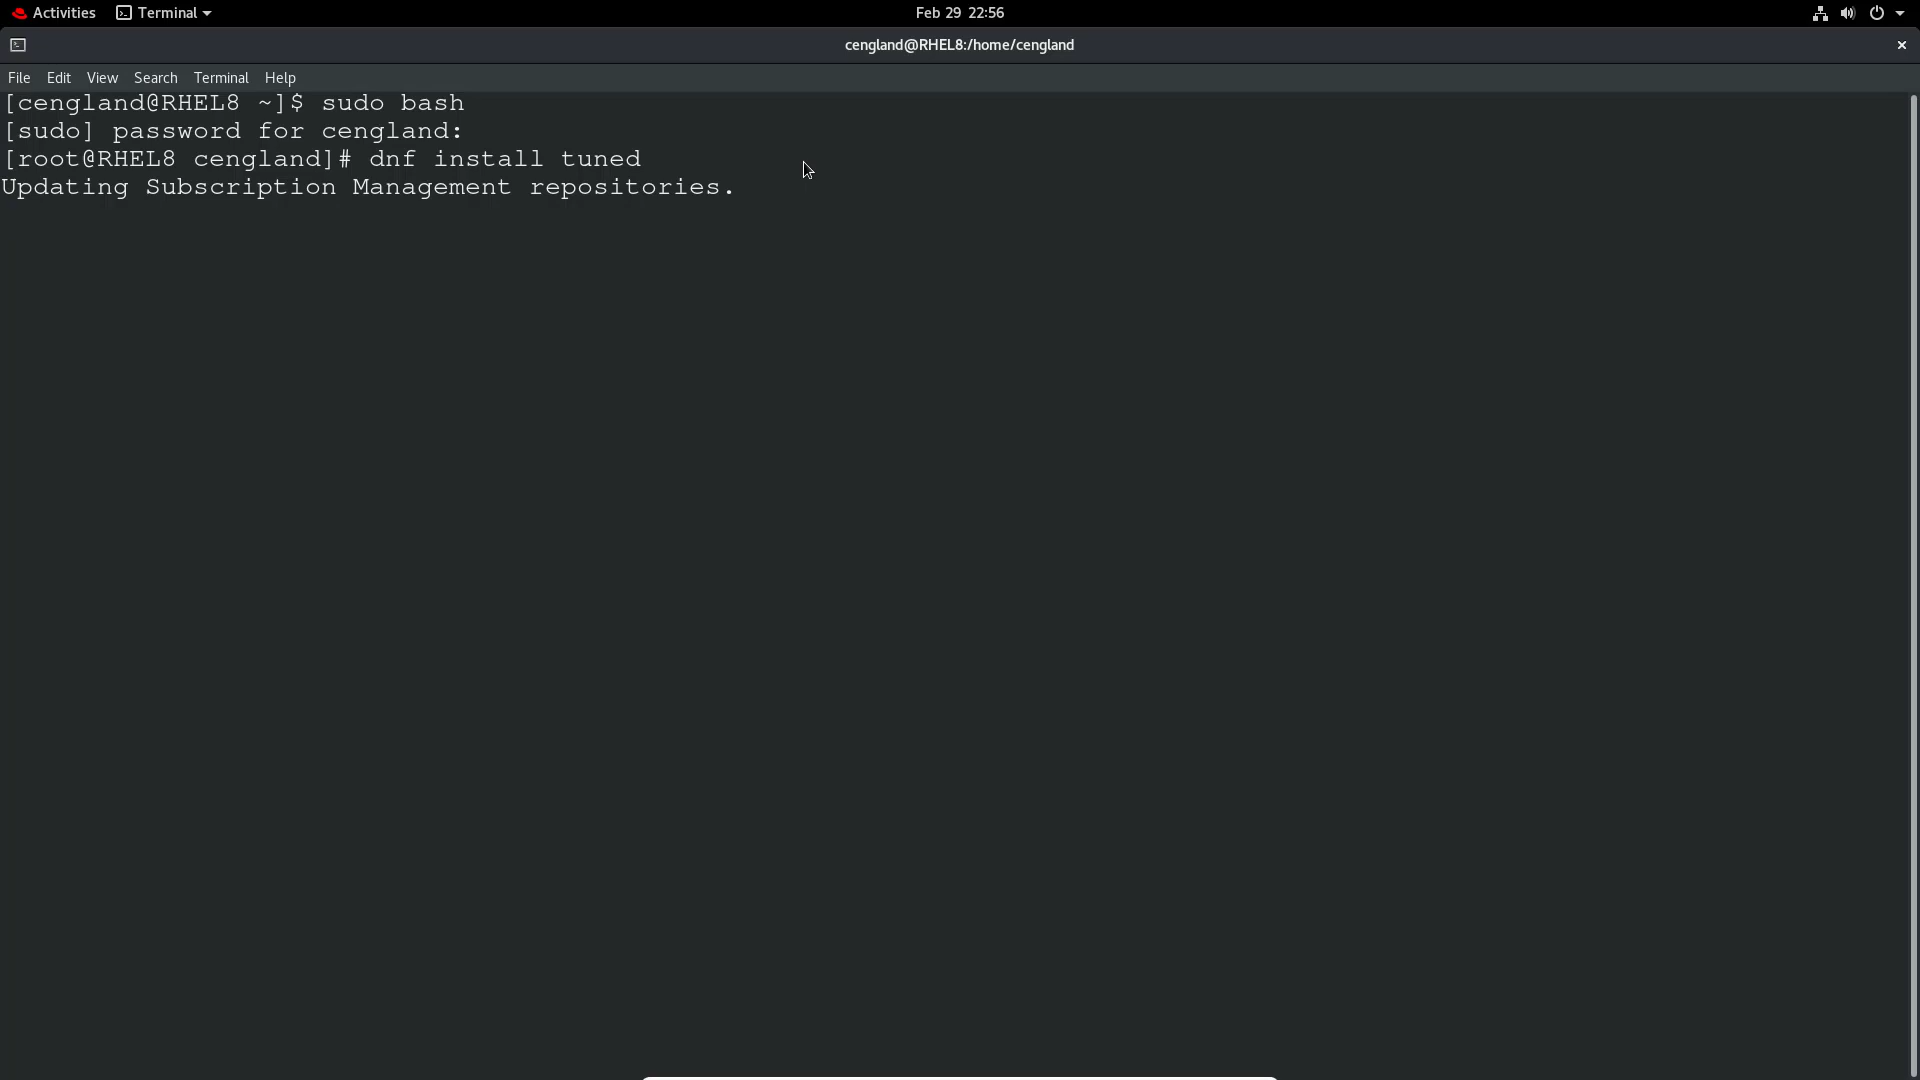 Activities Terminal Feb 29 22:56
cengland@RHEL8:/home/cengland
File Edit View Search Terminal Help
[cengland@RHEL8 ~]$ sudo bash
[sudo] password for cengland:
[root@RHEL8 cengland]# dnf install tuned
Updating Subscription Management repositories.